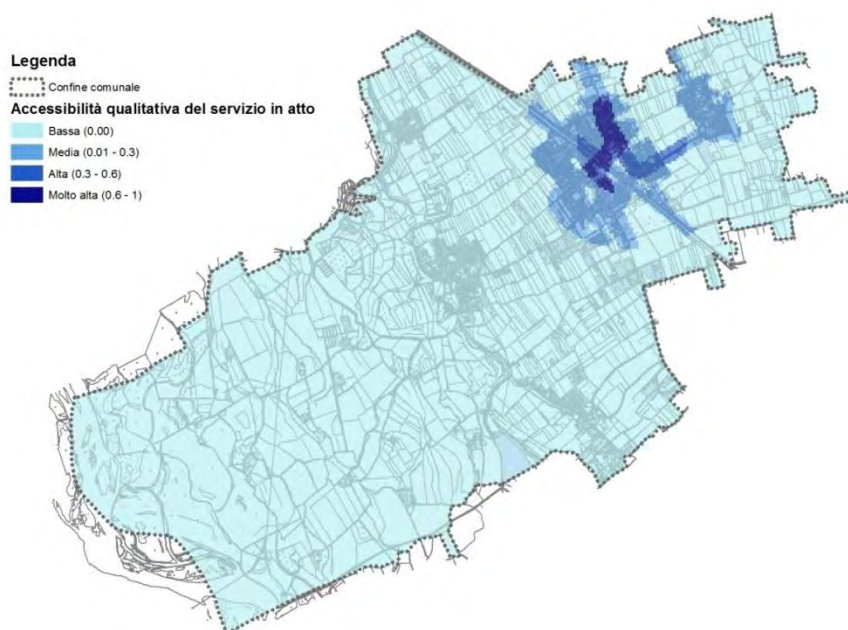 Legenda
Confine comunale
Accessibilità qualitativa del servizio in atto
Bassa (0.00)
Media (0.01 - 0.3)
Alta (0.3 - 0.6)
Molto alta (0.6 - 1)